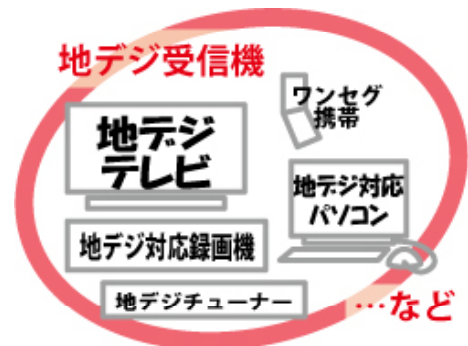 地デジ受信機
ワンセグ
携帯
地デジ
テレビ
地デジ対応
パソコン
地デジ対応録画機
地デジチューナー
…など